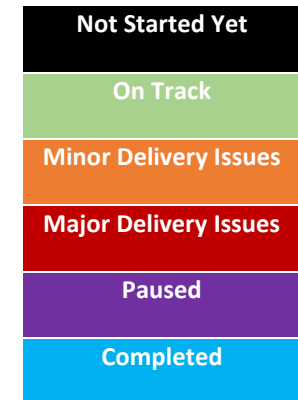 Not Started Yet
On Track
Minor Delivery Issues
Major Delivery Issues
Paused
Completed